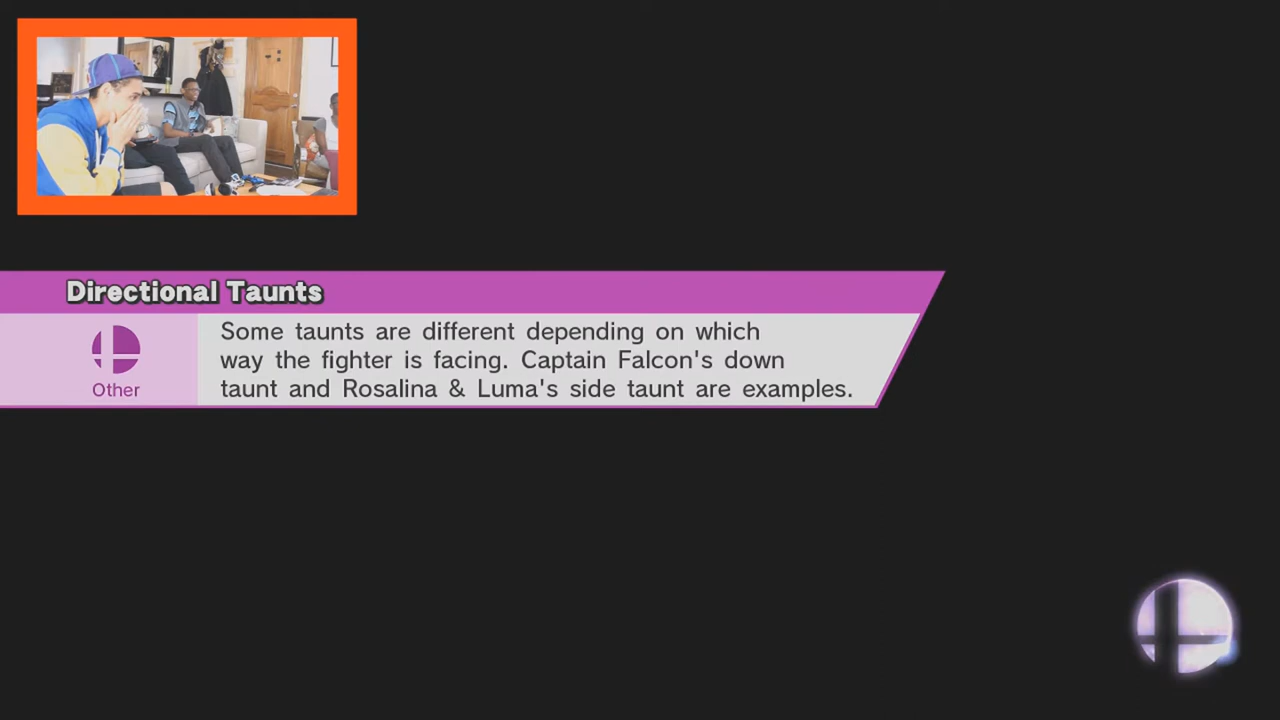 Directional Taunts
Some taunts are different depending on which
way the fighter is facing. Captain Falcon's down
taunt and Rosalina & Luma's side taunt are examples.
Other